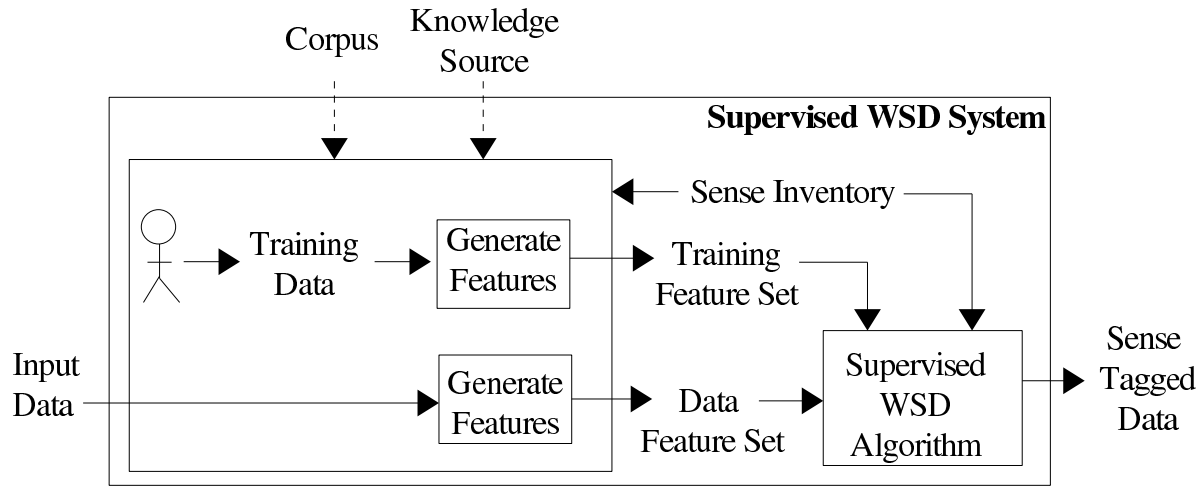 Corpus
Knowledge
Source
Supervised WSD System
Sense Inventory
Training
Data
Generate
Features
Training
Feature Set
Input
Data
Generate
Features
Data
Feature Set
Supervised
WSD
Algorithm
Sense
Tagged
Data